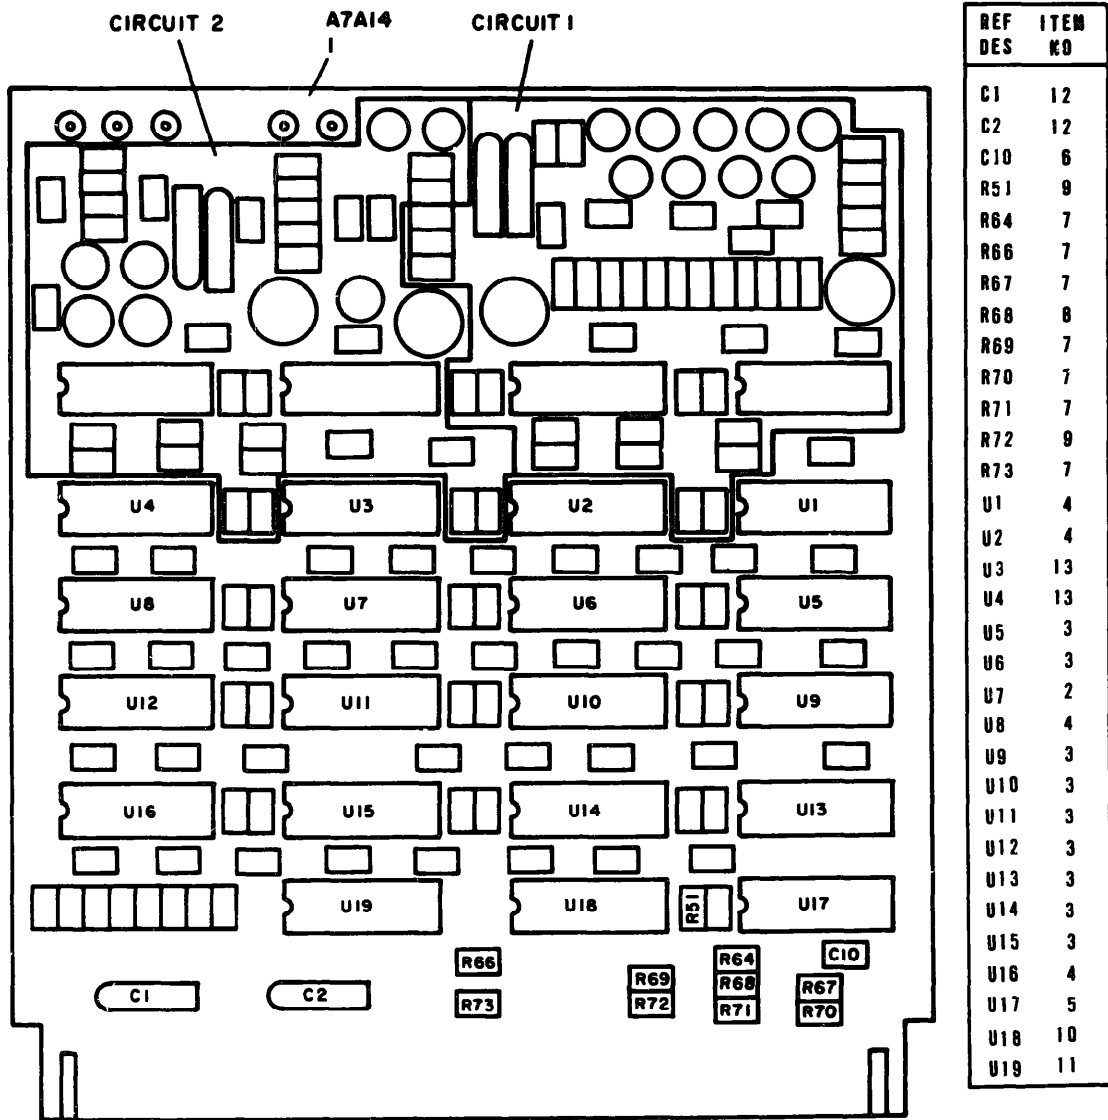 CIRCUIT 2 A7A14 CIRCUIT 1
REF ITEM
DES NO
C1 12
C2 12
C10 6
R51 9
R64 7
R66 7
R67 7
R68 8
R69 7
R70 7
R71 7
R72 9
R73 7
U1 4
U2 4
U3 13
U4 13
U5 3
U6 3
U7 2
U8 4
U9 3
U10 3
U11 3
U12 3
U13 3
U14 3
U15 3
U16 4
U17 5
U18 10
U19 11
U4 U3 U2 U1
U8 U7 U6 U5
U12 U11 U10 U9
U16 U15 U14 U13
U19 U18 R51 U17
R66 R64 C10
R69 R68 R67
C1 C2 R73 R72 R71 R70